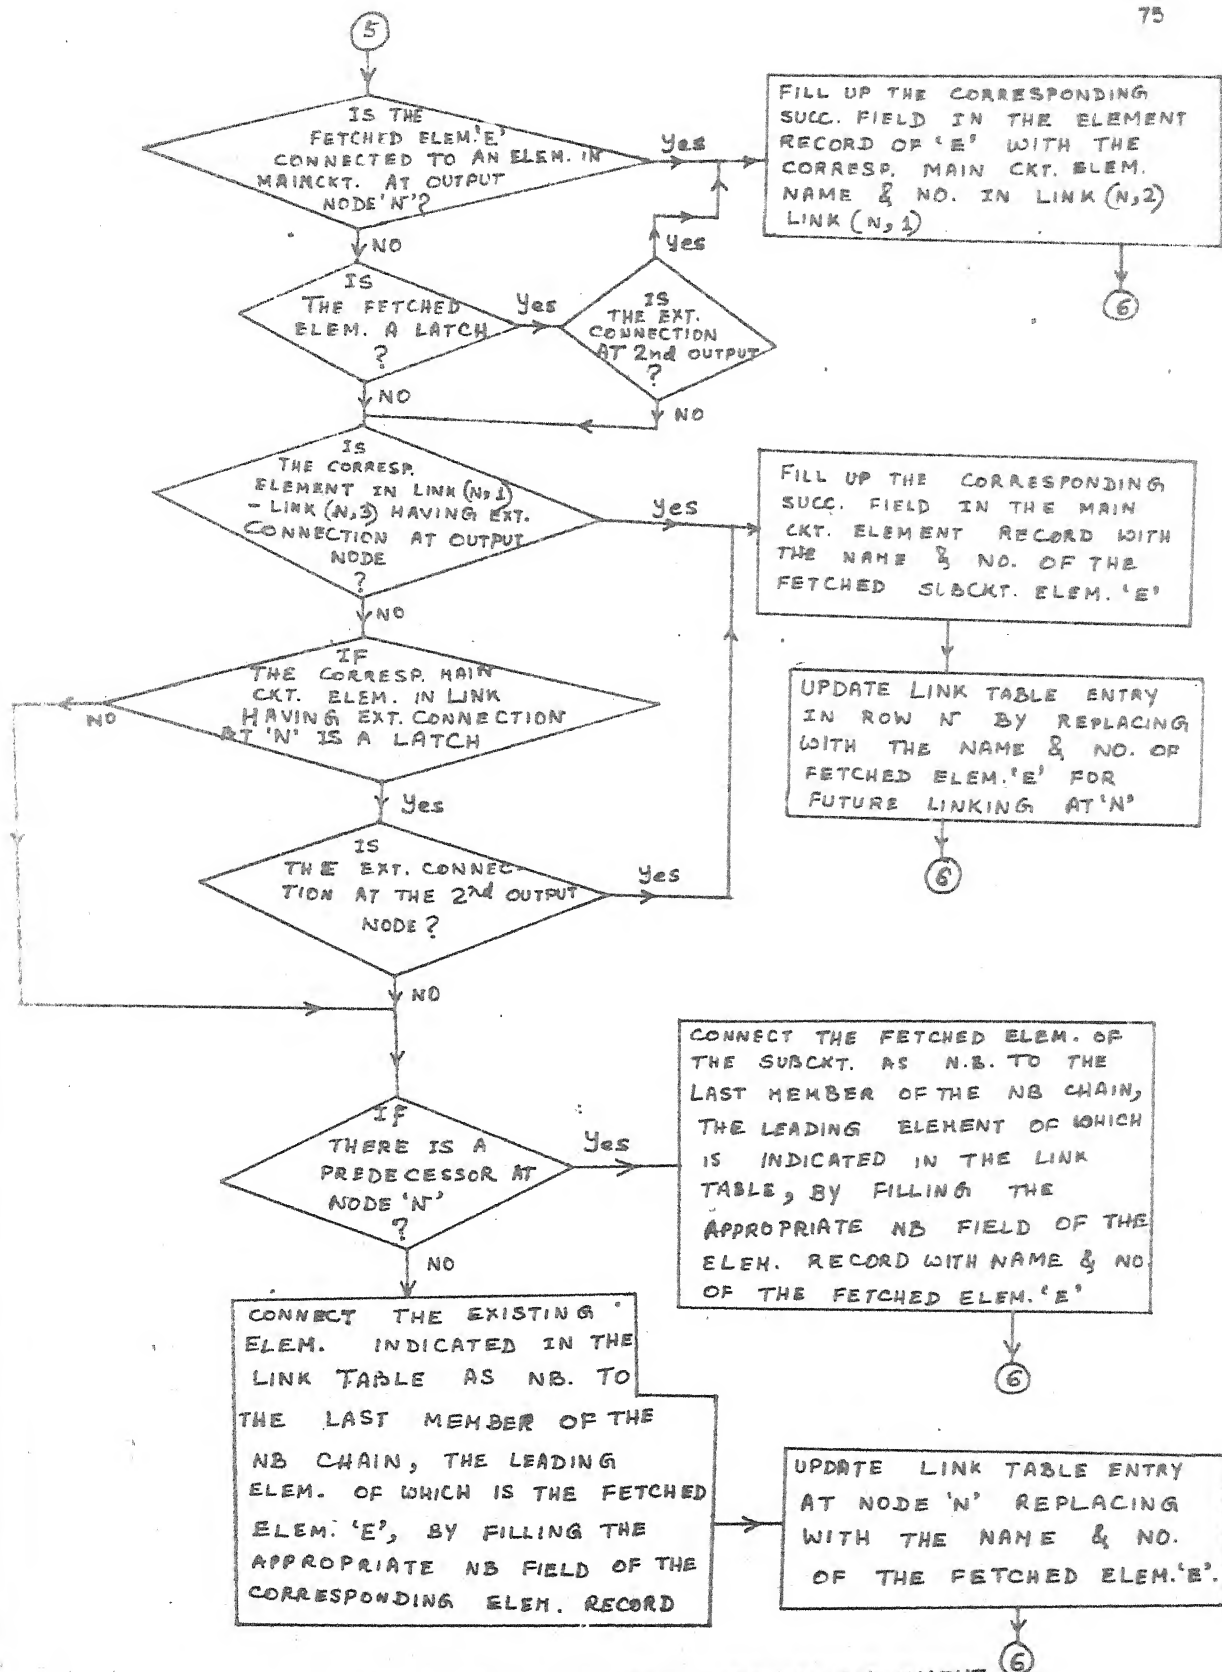 75
5
IS THE
FETCHED ELEM.'E'
CONNECTED TO AN ELEM. IN
MAINCKT. AT OUTPUT
NODE 'N'?
Yes
FILL UP THE CORRESPONDING
SUCC. FIELD IN THE ELEMENT
RECORD OF 'E' WITH THE
CORRESP. MAIN CKT. ELEM.
NAME & NO. IN LINK (N,2)
LINK (N,1)
6
NO
Yes
IS
THE FETCHED
ELEM. A LATCH
?
Yes
IS
THE EXT.
CONNECTION
AT 2nd OUTPUT
?
NO
NO
IS
THE CORRESP.
ELEMENT IN LINK (N,1)
- LINK (N,3) HAVING EXT.
CONNECTION AT OUTPUT
NODE
?
Yes
FILL UP THE CORRESPONDING
SUCC. FIELD IN THE MAIN
CKT. ELEMENT RECORD WITH
THE NAME & NO. OF THE
FETCHED SUBCKT. ELEM. 'E'
NO
IF
THE CORRESP. MAIN
CKT. ELEM. IN LINK
HAVING EXT. CONNECTION
AT 'N' IS A LATCH
NO
UPDATE LINK TABLE ENTRY
IN ROW N BY REPLACING
WITH THE NAME & NO. OF
FETCHED ELEM. 'E' FOR
FUTURE LINKING AT 'N'
6
Yes
IS
THE EXT. CONNEC-
TION AT THE 2nd OUTPUT
NODE ?
Yes
NO
IF
THERE IS A
PREDECESSOR AT
NODE 'N'
?
Yes
CONNECT THE FETCHED ELEM. OF
THE SUBCKT. AS N.B. TO THE
LAST MEMBER OF THE NB CHAIN,
THE LEADING ELEMENT OF WHICH
IS INDICATED IN THE LINK
TABLE, BY FILLING THE
APPROPRIATE NB FIELD OF THE
ELEM. RECORD WITH NAME & NO.
OF THE FETCHED ELEM. 'E'
6
NO
CONNECT THE EXISTING
ELEM. INDICATED IN THE
LINK TABLE AS NB. TO
THE LAST MEMBER OF THE
NB CHAIN, THE LEADING
ELEM. OF WHICH IS THE FETCHED
ELEM. 'E', BY FILLING THE
APPROPRIATE NB FIELD OF THE
CORRESPONDING ELEM. RECORD
UPDATE LINK TABLE ENTRY
AT NODE 'N' REPLACING
WITH THE NAME & NO.
OF THE FETCHED ELEM. 'E'.
6